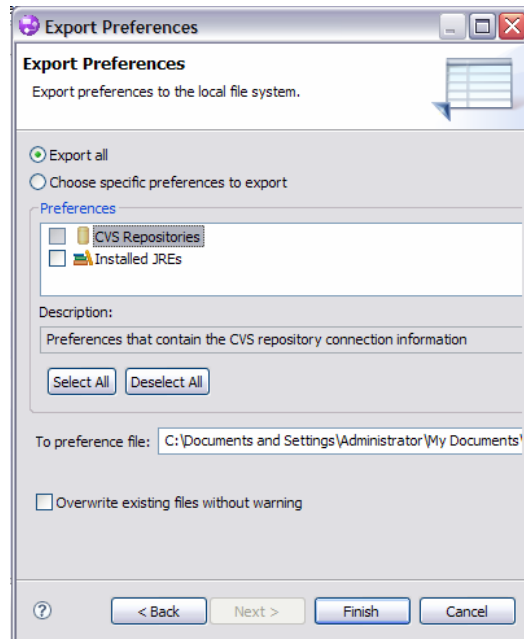 Export Preferences
Export Preferences
Export preferences to the local file system.
Export all
Choose specific preferences to export
Preferences
CVS Repositories
Installed JREs
Description:
Preferences that contain the CVS repository connection information
Select All Deselect All
To preference file: C:\Documents and Settings\Administrator\My Documents\
Overwrite existing files without warning
? < Back Next > Finish Cancel